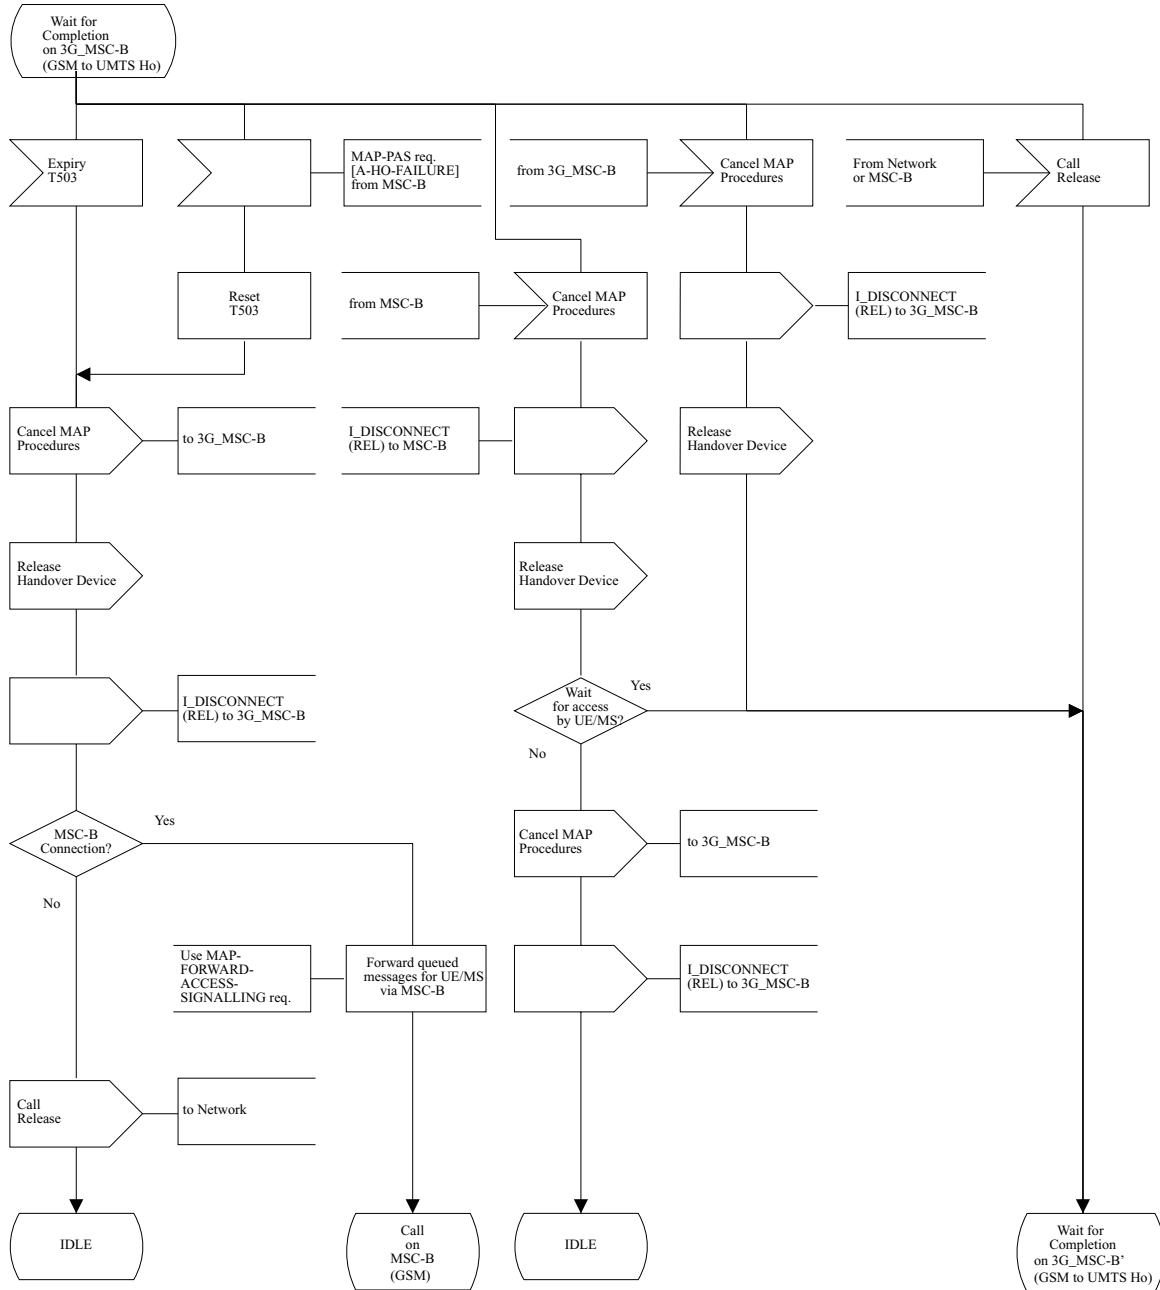 Wait for
Completion
on 3G_MSC-B
(GSM to UMTS Ho)
Expiry
T503
MAP-PAS req.
[A-HO-FAILURE]
from MSC-B
from 3G_MSC-B
Cancel MAP
Procedures
From Network
or MSC-B
Call
Release
Reset
T503
from MSC-B
Cancel MAP
Procedures
I_DISCONNECT
(REL) to 3G_MSC-B
Cancel MAP
Procedures
to 3G_MSC-B
I_DISCONNECT
(REL) to MSC-B
Release
Handover Device
Release
Handover Device
Release
Handover Device
I_DISCONNECT
(REL) to 3G_MSC-B
Wait
for access
by UE/MS?
Yes
No
MSC-B
Connection?
Yes
No
Cancel MAP
Procedures
to 3G_MSC-B
Use MAP-
FORWARD-
ACCESS-
SIGNALLING req.
Forward queued
messages for UE/MS
via MSC-B
I_DISCONNECT
(REL) to 3G_MSC-B
Call
Release
to Network
IDLE
Call
on
MSC-B
(GSM)
IDLE
Wait for
Completion
on 3G_MSC-B’
(GSM to UMTS Ho)